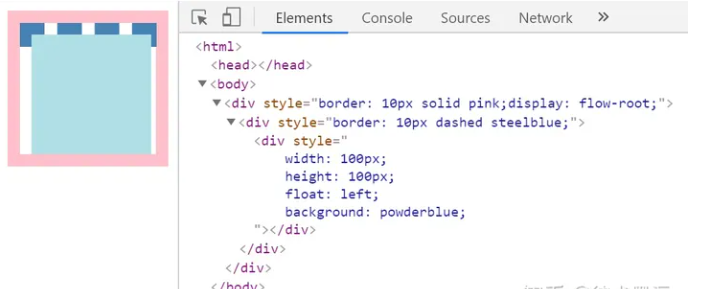 Elements Console Sources Network »
<html>
<head></head>
▼<body>
▼<div style="border: 10px solid pink;display: flow-root;">
▼<div style="border: 10px dashed steelblue;">
<div style="
width: 100px;
height: 100px;
float: left;
background: powderblue;
"></div>
</div>
</div>
</body>